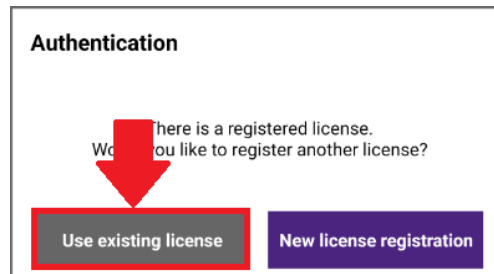 Authentication
There is a registered license.
you like to register another license?
Use existing license
New license registration